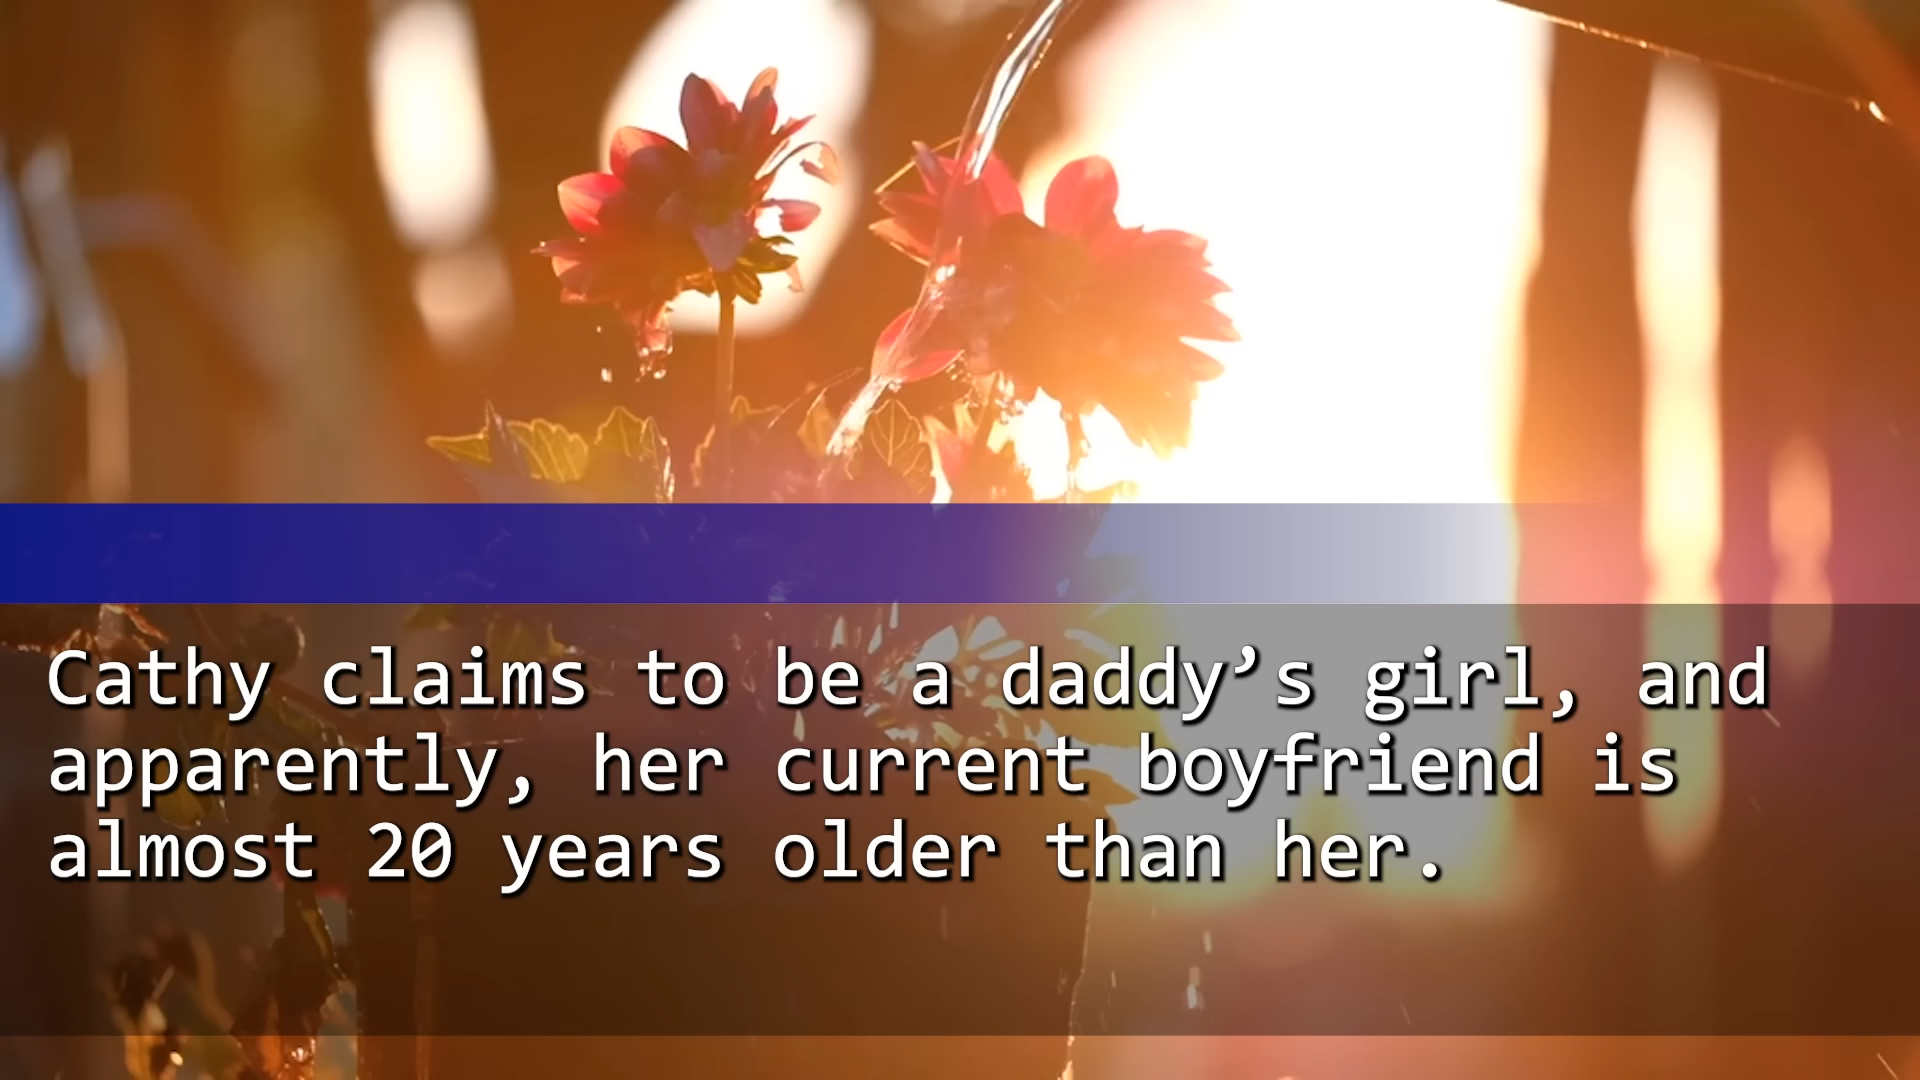 Cathy claims to be a daddy’s girl, and
apparently, her current boyfriend is
almost 20 years older than her.